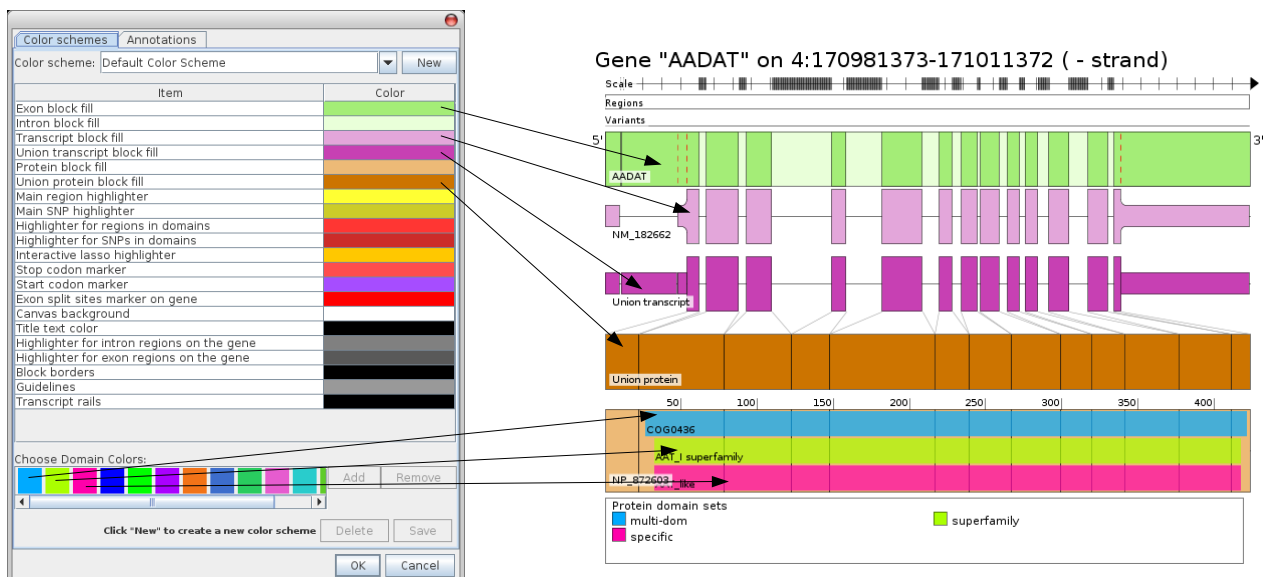 Color schemes
Annotations
Color scheme: Default Color Scheme
New
Item Color
Exon block fill
Intron block fill
Transcript block fill
Union transcript block fill
Protein block fill
Union protein block fill
Main region highlighter
Main SNP highlighter
Highlighter for regions in domains
Highlighter for SNPs in domains
Interactive lasso highlighter
Stop codon marker
Start codon marker
Exon split sites marker on gene
Canvas background
Title text color
Highlighter for intron regions on the gene
Highlighter for exon regions on the gene
Block borders
Guidelines
Transcript rails
Choose Domain Colors:
Add Remove
Click "New" to create a new color scheme
Delete Save
OK Cancel
Gene "AADAT" on 4:170981373-171011372 ( - strand)
Scale
Regions
Variants
5' 3'
AADAT
NM_182662
Union transcript
Union protein
50 100 150 200 250 300 350 400
COG0436
AAT_I superfamily
NP_872603
Protein domain sets
multi-dom superfamily
specific